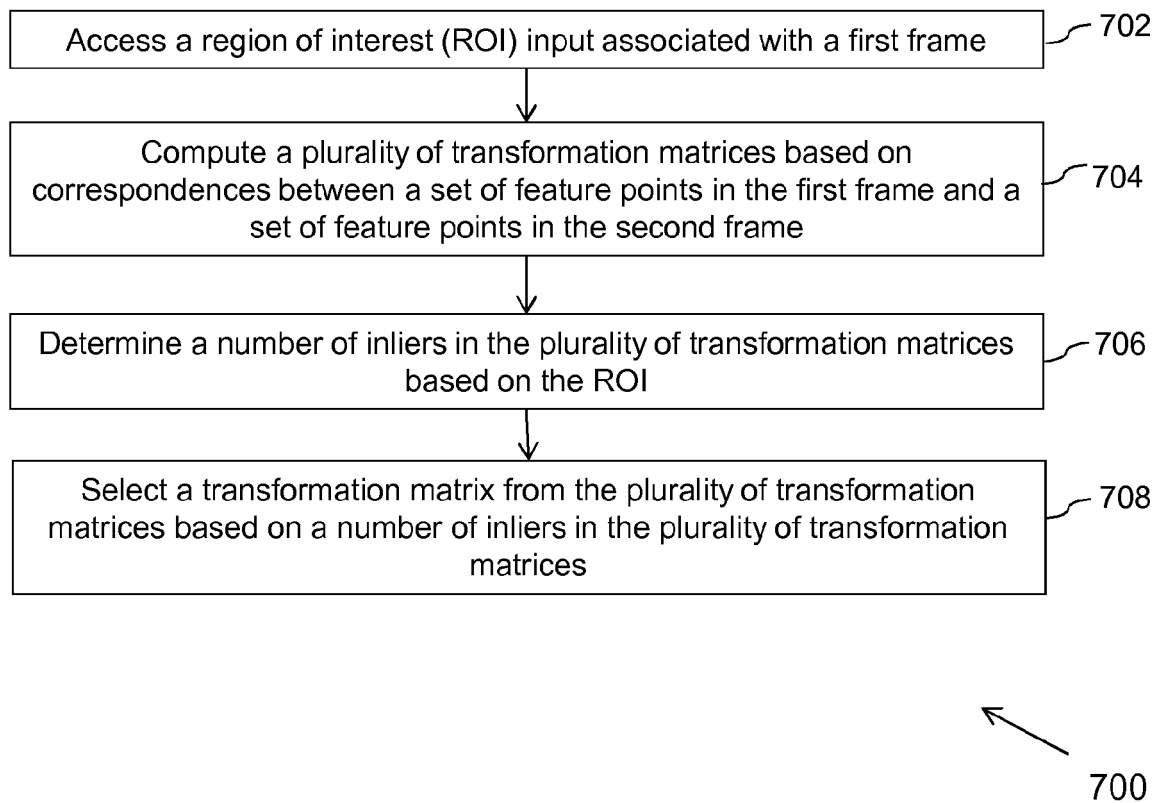 Access a region of interest (ROI) input associated with a first frame
702
Compute a plurality of transformation matrices based on
correspondences between a set of feature points in the first frame and a
set of feature points in the second frame
704
Determine a number of inliers in the plurality of transformation matrices
based on the ROI
706
Select a transformation matrix from the plurality of transformation
matrices based on a number of inliers in the plurality of transformation
matrices
708
700